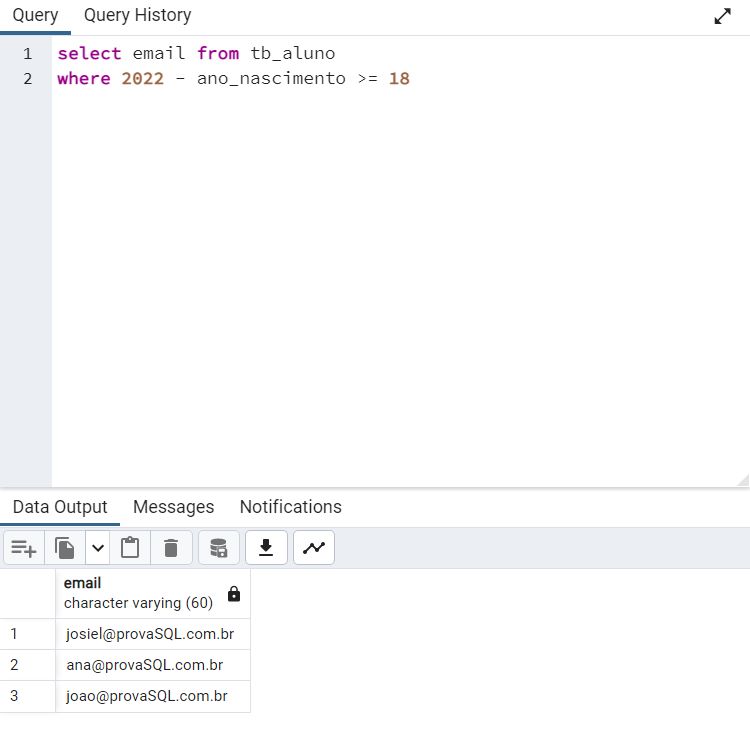 Query Query History
1 select email from tb_aluno
2 where 2022 - ano_nascimento >= 18
Data Output Messages Notifications
email
character varying (60)
1 josiel@provaSQL.com.br
2 ana@provaSQL.com.br
3 joao@provaSQL.com.br